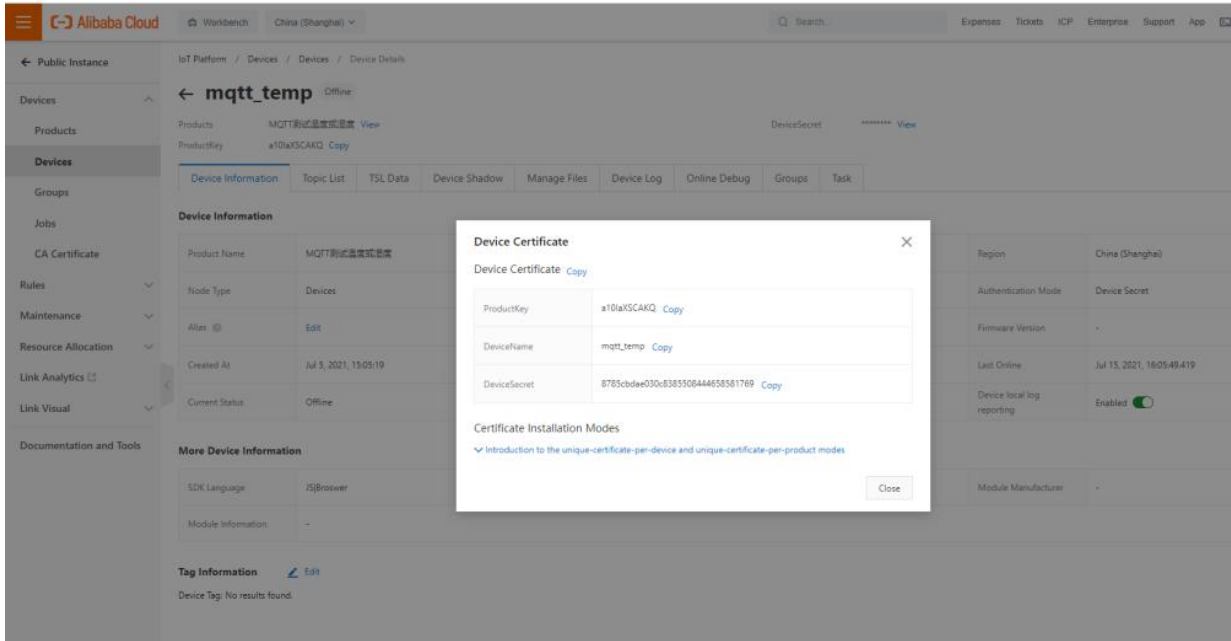 Alibaba Cloud
Workbench
China (Shanghai)
Search
Expenses Tickets ICP Enterprise Support App
← Public Instance
IoT Platform / Devices / Devices / Device Details
Devices
Products
Devices
Groups
Jobs
CA Certificate
Rules
Maintenance
Resource Allocation
Link Analytics
Link Visual
Documentation and Tools
← mqtt_temp Offline
Products MQTT测试温度或湿度 View
DeviceSecret ******** View
ProductKey a10IaXSCAKQ Copy
Device Information Topic List TSL Data Device Shadow Manage Files Device Log Online Debug Groups Task
Device Information
Product Name MQTT测试温度或湿度
Region China (Shanghai)
Node Type Devices
Authentication Mode Device Secret
Alias Edit
Firmware Version -
Created At Jul 5, 2021, 15:05:19
Last Online Jul 15, 2021, 16:05:49.419
Current Status Offline
Device local log reporting Enabled
More Device Information
SDK Language JS|Broswer
Module Manufacturer -
Module Information -
Tag Information Edit
Device Tag: No results found.
Device Certificate
Device Certificate Copy
ProductKey a10IaXSCAKQ Copy
DeviceName mqtt_temp Copy
DeviceSecret 8785cbdae030c8385508444658581769 Copy
Certificate Installation Modes
Introduction to the unique-certificate-per-device and unique-certificate-per-product modes
Close